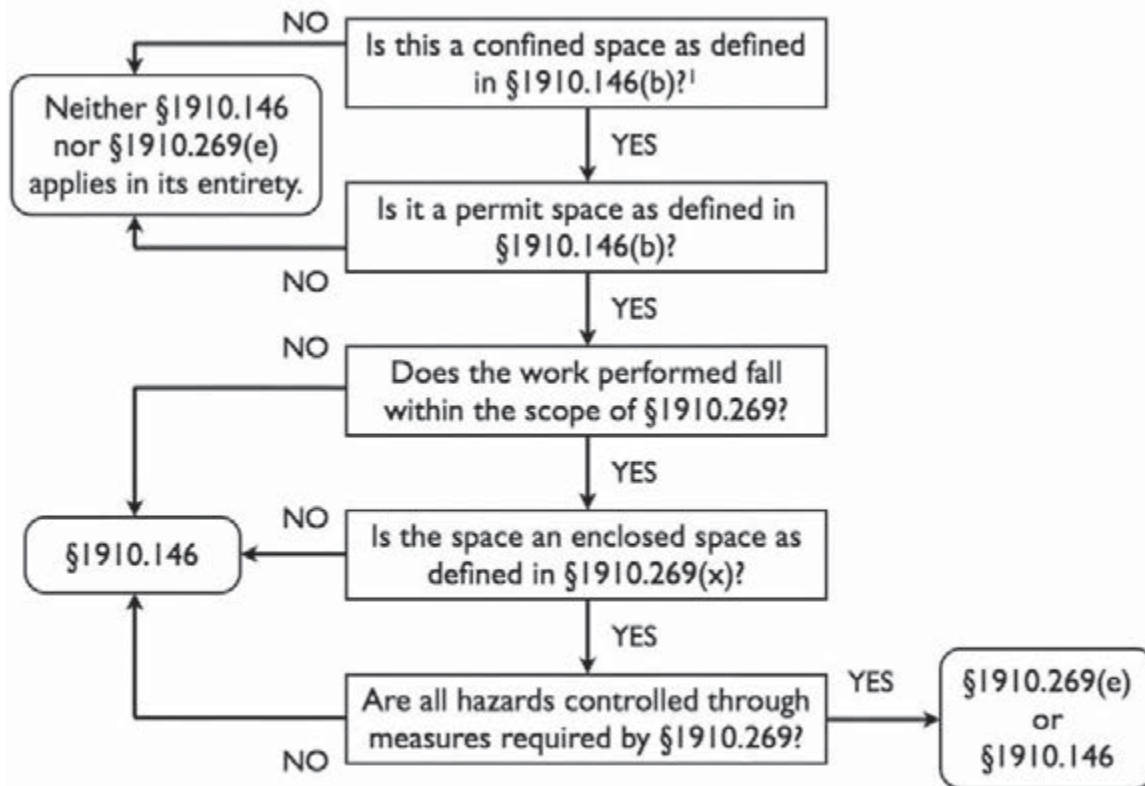 NO
Is this a confined space as defined
in §1910.146(b)?¹
Neither §1910.146
nor §1910.269(e)
applies in its entirety.
YES
Is it a permit space as defined in
§1910.146(b)?
NO
YES
NO
Does the work performed fall
within the scope of §1910.269?
YES
NO
Is the space an enclosed space as
defined in §1910.269(x)?
§1910.146
YES
Are all hazards controlled through
measures required by §1910.269?
YES
§1910.269(e)
or
§1910.146
NO